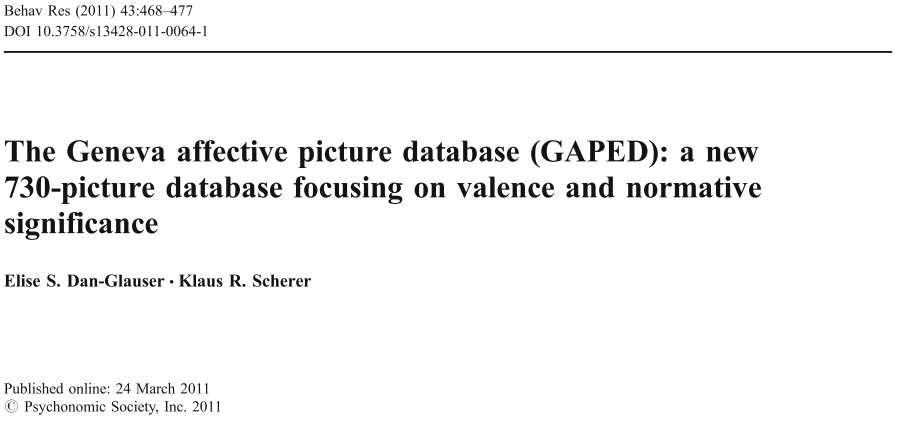 Behav Res (2011) 43:468–477
DOI 10.3758/s13428-011-0064-1
The Geneva affective picture database (GAPED): a new
730-picture database focusing on valence and normative
significance
Elise S. Dan-Glauser · Klaus R. Scherer
Published online: 24 March 2011
© Psychonomic Society, Inc. 2011